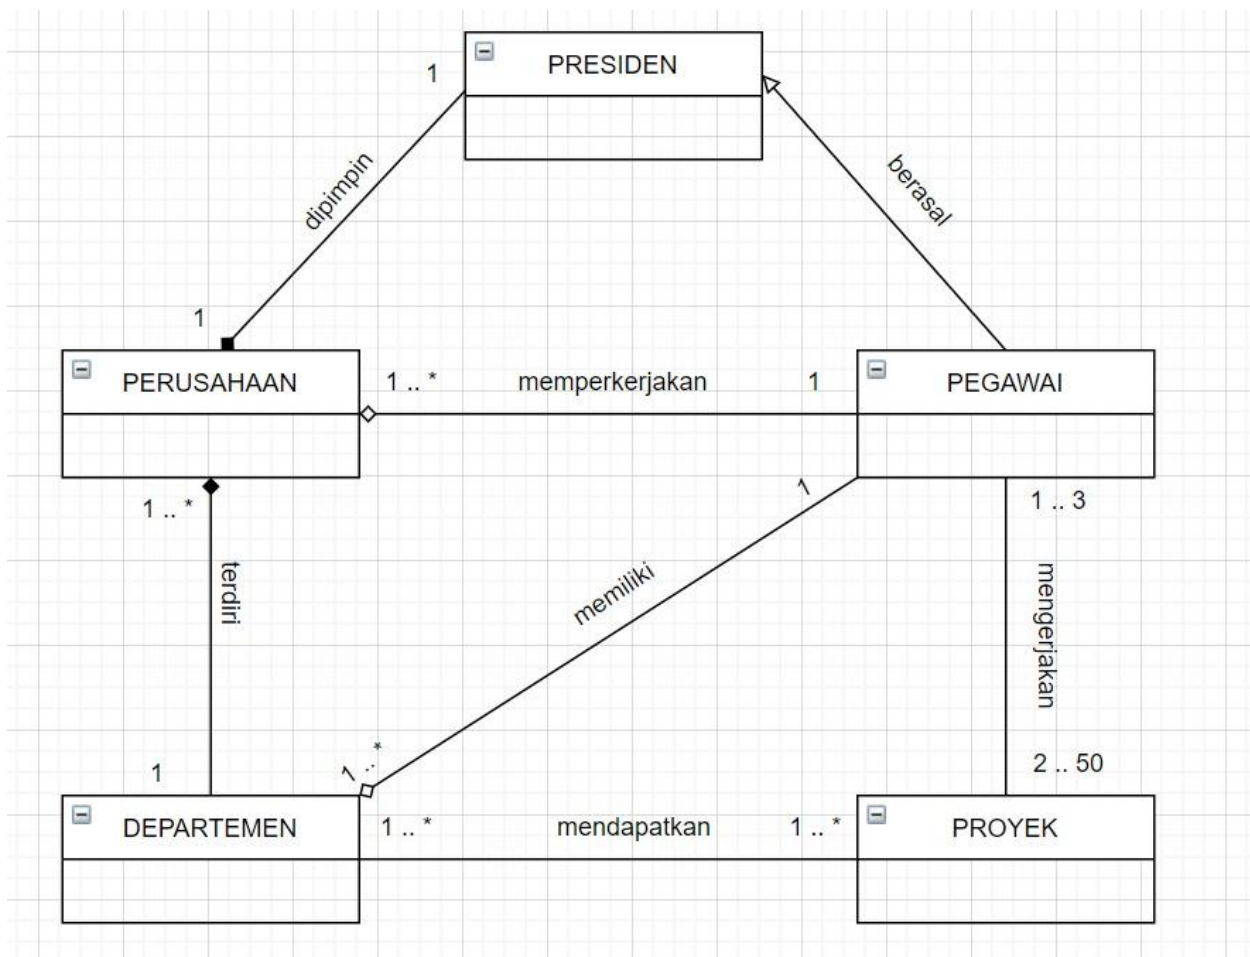 PRESIDEN
1
dipimpin
berasal
1
PERUSAHAAN
1 .. *
memperkerjakan
1
PEGAWAI
1 .. *
terdiri
1
memiliki
1
1 .. *
1 .. 3
mengerjakan
2 .. 50
DEPARTEMEN
1 .. *
mendapatkan
1 .. *
PROYEK